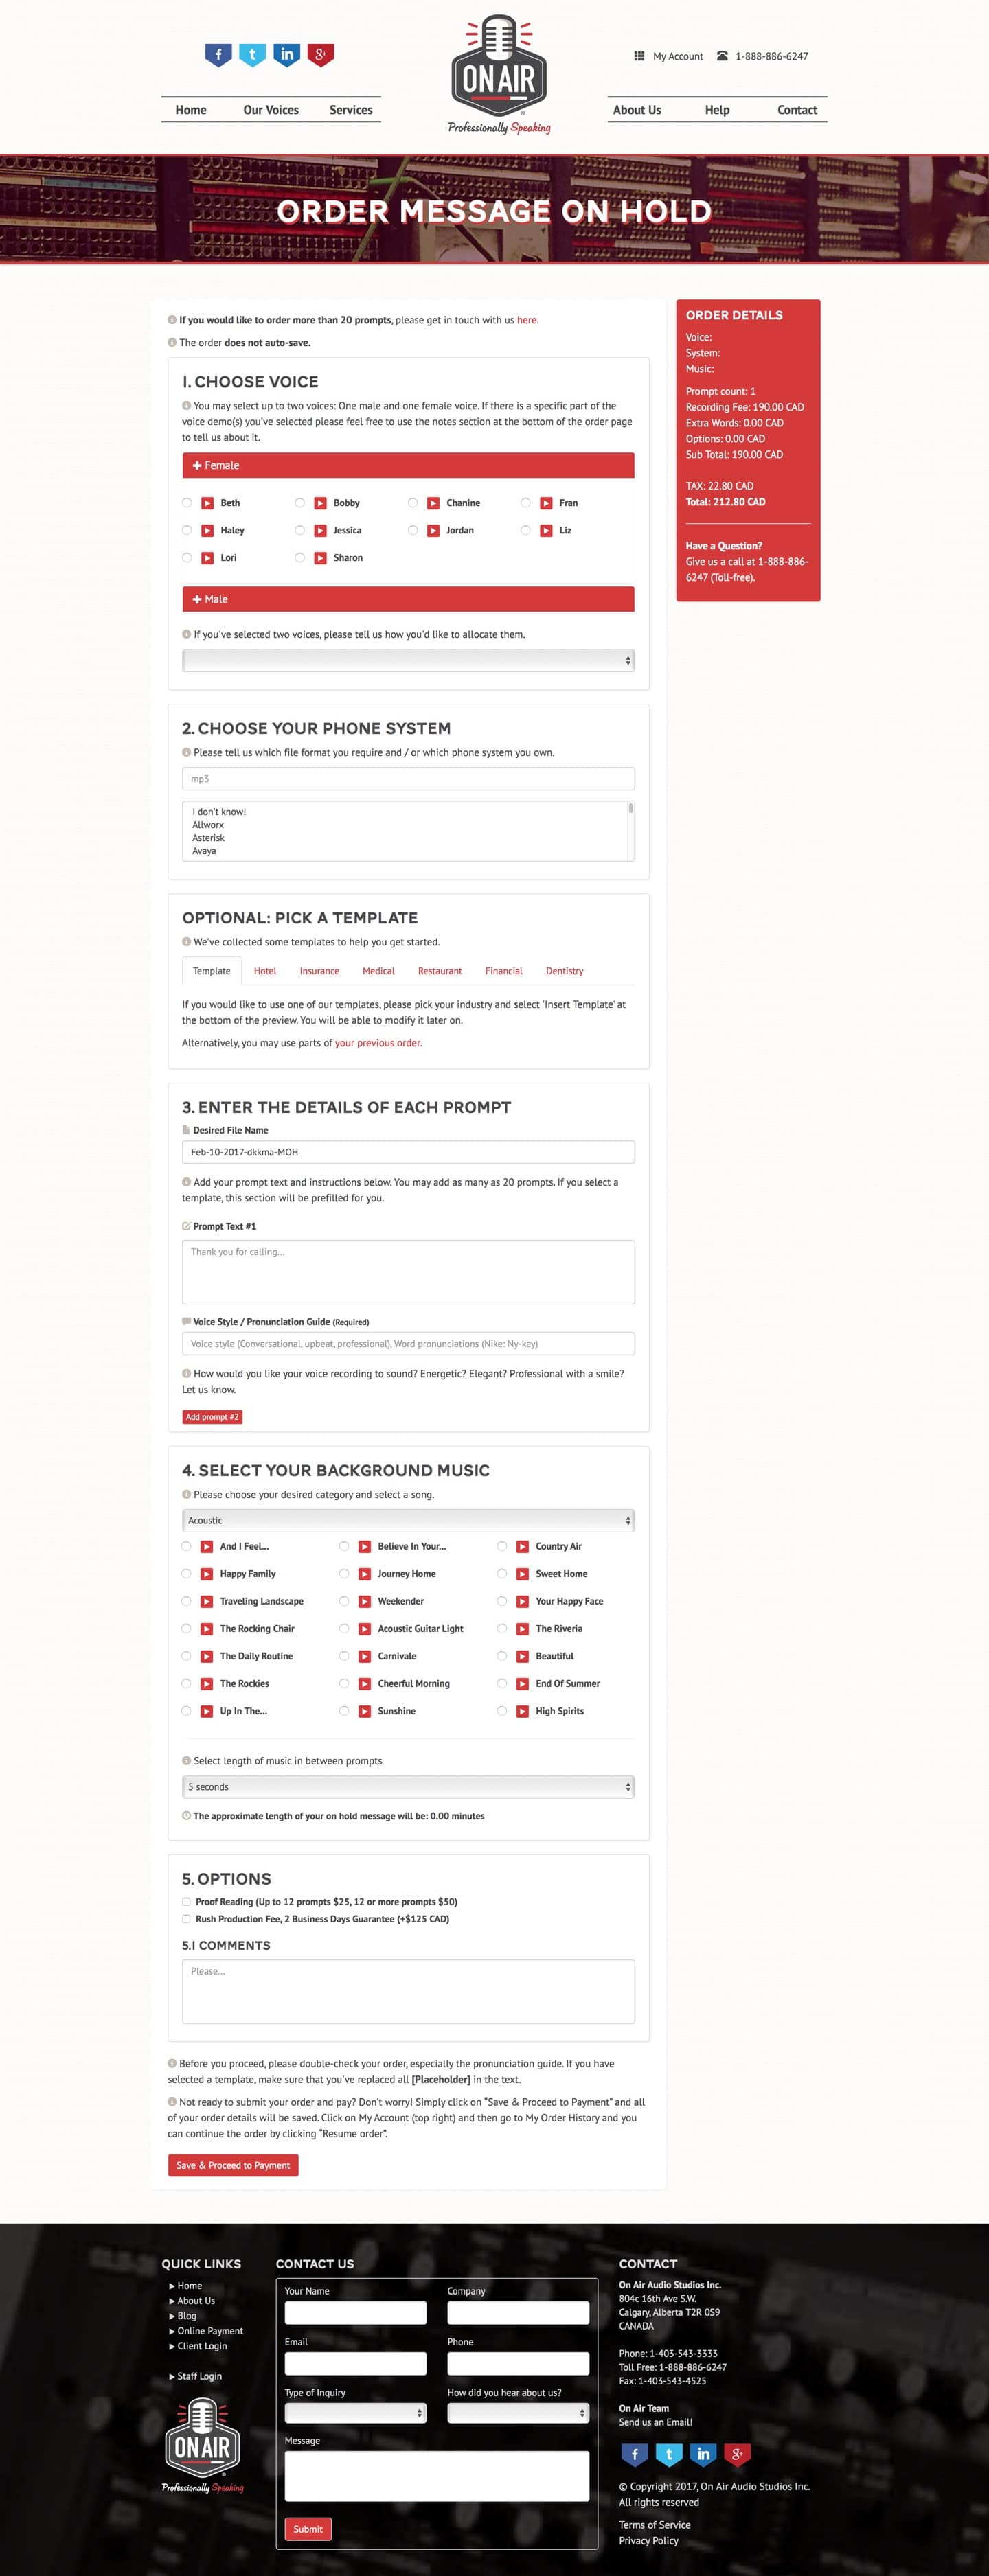 My Account 1-888-886-6247
ON AIR
Professionally Speaking
Home Our Voices Services
About Us Help Contact
ORDER MESSAGE ON HOLD
If you would like to order more than 20 prompts, please get in touch with us here.
The order does not auto-save.
1. CHOOSE VOICE
You may select up to two voices: One male and one female voice. If there is a specific part of the
voice demo(s) you've selected please feel free to use the notes section at the bottom of the order page
to tell us about it.
Female
Beth Bobby Chanine Fran
Haley Jessica Jordan Liz
Lori Sharon
Male
If you've selected two voices, please tell us how you'd like to allocate them.
2. CHOOSE YOUR PHONE SYSTEM
Please tell us which file format you require and / or which phone system you own.
mp3
I don't know!
Allworx
Asterisk
Avaya
OPTIONAL: PICK A TEMPLATE
We've collected some templates to help you get started.
Template Hotel Insurance Medical Restaurant Financial Dentistry
If you would like to use one of our templates, please pick your industry and select 'Insert Template' at
the bottom of the preview. You will be able to modify it later on.
Alternatively, you may use parts of your previous order.
3. ENTER THE DETAILS OF EACH PROMPT
Desired File Name
Feb-10-2017-dkkma-MOH
Add your prompt text and instructions below. You may add as many as 20 prompts. If you select a
template, this section will be prefilled for you.
Prompt Text #1
Thank you for calling...
Voice Style / Pronunciation Guide (Required)
Voice style (Conversational, upbeat, professional), Word pronunciations (Nike: Ny-key)
How would you like your voice recording to sound? Energetic? Elegant? Professional with a smile?
Let us know.
Add prompt #2
4. SELECT YOUR BACKGROUND MUSIC
Please choose your desired category and select a song.
Acoustic
And I Feel... Believe In Your... Country Air
Happy Family Journey Home Sweet Home
Traveling Landscape Weekender Your Happy Face
The Rocking Chair Acoustic Guitar Light The Riveria
The Daily Routine Carnivale Beautiful
The Rockies Cheerful Morning End Of Summer
Up In The... Sunshine High Spirits
Select length of music in between prompts
5 seconds
The approximate length of your on hold message will be: 0.00 minutes
5. OPTIONS
Proof Reading (Up to 12 prompts $25, 12 or more prompts $50)
Rush Production Fee, 2 Business Days Guarantee (+$125 CAD)
5.1 COMMENTS
Please...
Before you proceed, please double-check your order, especially the pronunciation guide. If you have
selected a template, make sure that you've replaced all [Placeholder] in the text.
Not ready to submit your order and pay? Don't worry! Simply click on "Save & Proceed to Payment" and all
of your order details will be saved. Click on My Account (top right) and then go to My Order History and you
can continue the order by clicking "Resume order".
Save & Proceed to Payment
ORDER DETAILS
Voice:
System:
Music:
Prompt count: 1
Recording Fee: 190.00 CAD
Extra Words: 0.00 CAD
Options: 0.00 CAD
Sub Total: 190.00 CAD
TAX: 22.80 CAD
Total: 212.80 CAD
Have a Question?
Give us a call at 1-888-886-
6247 (Toll-free).
QUICK LINKS
Home
About Us
Blog
Online Payment
Client Login
Staff Login
ON AIR
Professionally Speaking
CONTACT US
Your Name Company
Email Phone
Type of Inquiry How did you hear about us?
Message
Submit
CONTACT
On Air Audio Studios Inc.
804c 16th Ave S.W.
Calgary, Alberta T2R 0S9
CANADA
Phone: 1-403-543-3333
Toll Free: 1-888-886-6247
Fax: 1-403-543-4525
On Air Team
Send us an Email!
© Copyright 2017, On Air Audio Studios Inc.
All rights reserved
Terms of Service
Privacy Policy